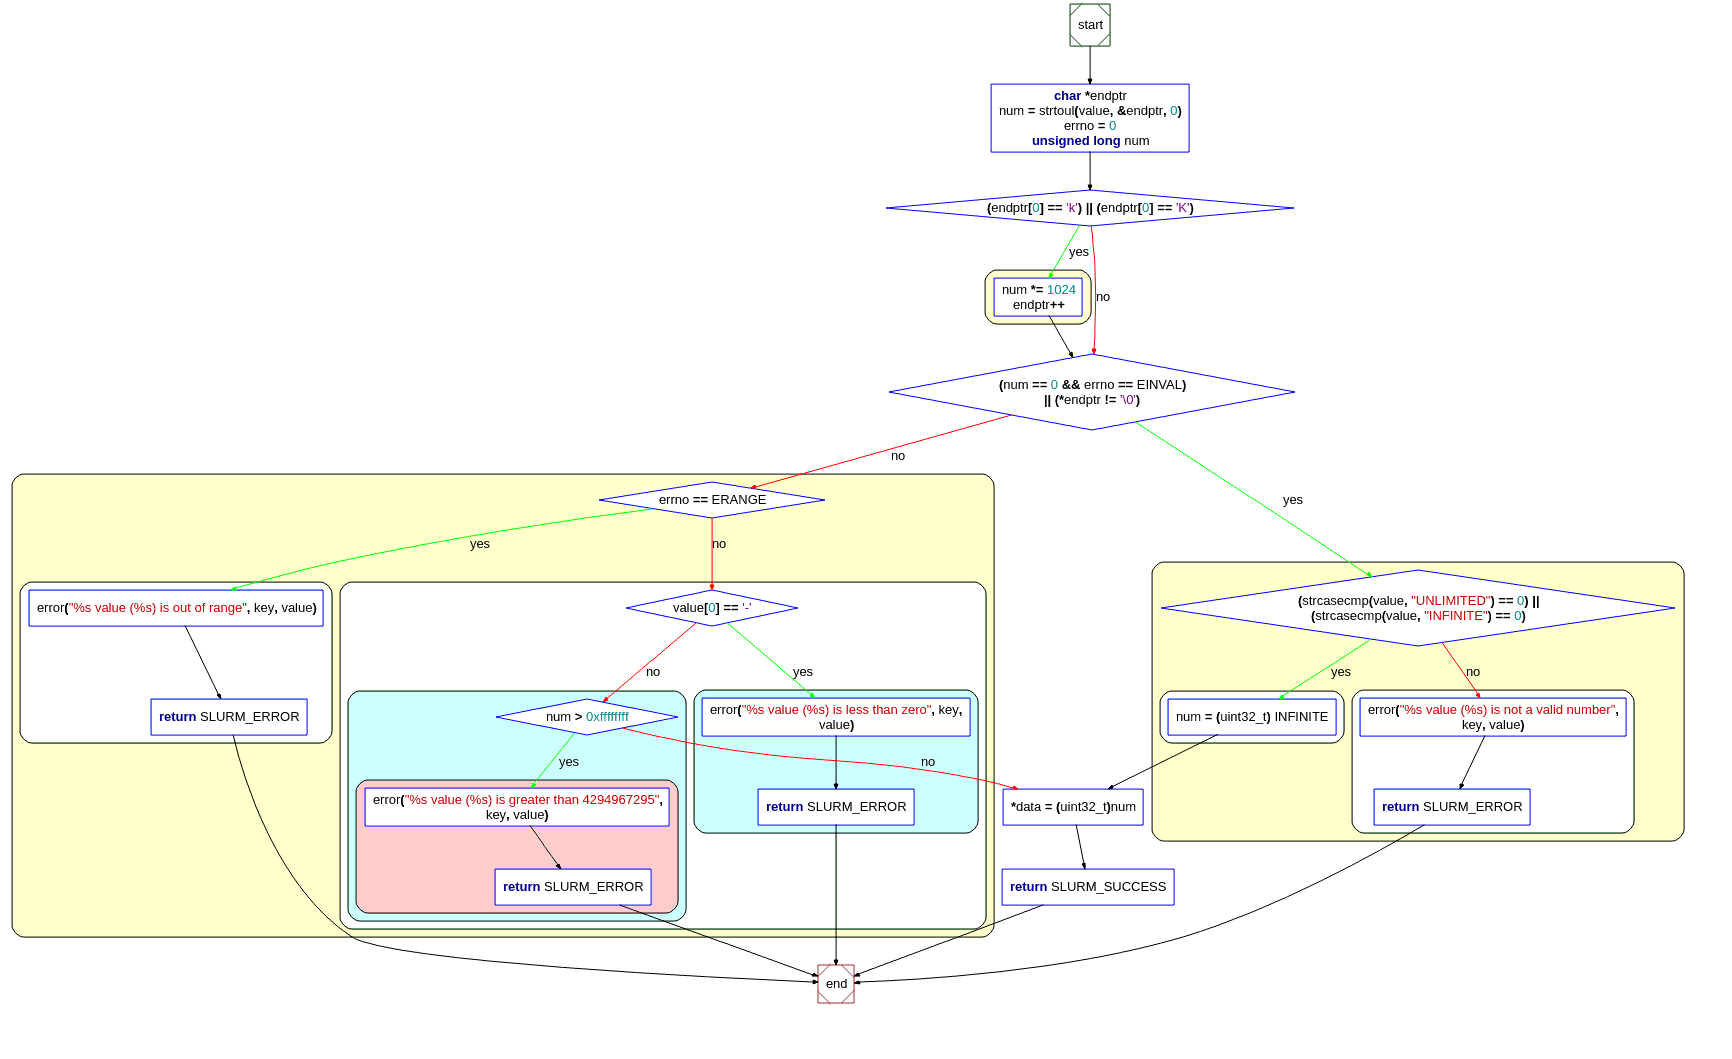 start
char *endptr
num = strtoul(value, &endptr, 0)
errno = 0
unsigned long num
(endptr[0] == 'k') || (endptr[0] == 'K')
yes
num *= 1024
endptr++
no
(num == 0 && errno == EINVAL)
|| (*endptr != '\0')
no
yes
errno == ERANGE
yes
no
error("%s value (%s) is out of range", key, value)
return SLURM_ERROR
value[0] == '-'
no
yes
num > 0xffffffff
yes
no
error("%s value (%s) is greater than 4294967295",
key, value)
return SLURM_ERROR
error("%s value (%s) is less than zero", key,
value)
return SLURM_ERROR
(strcasecmp(value, "UNLIMITED") == 0) ||
(strcasecmp(value, "INFINITE") == 0)
yes
no
num = (uint32_t) INFINITE
error("%s value (%s) is not a valid number",
key, value)
return SLURM_ERROR
*data = (uint32_t)num
return SLURM_SUCCESS
end